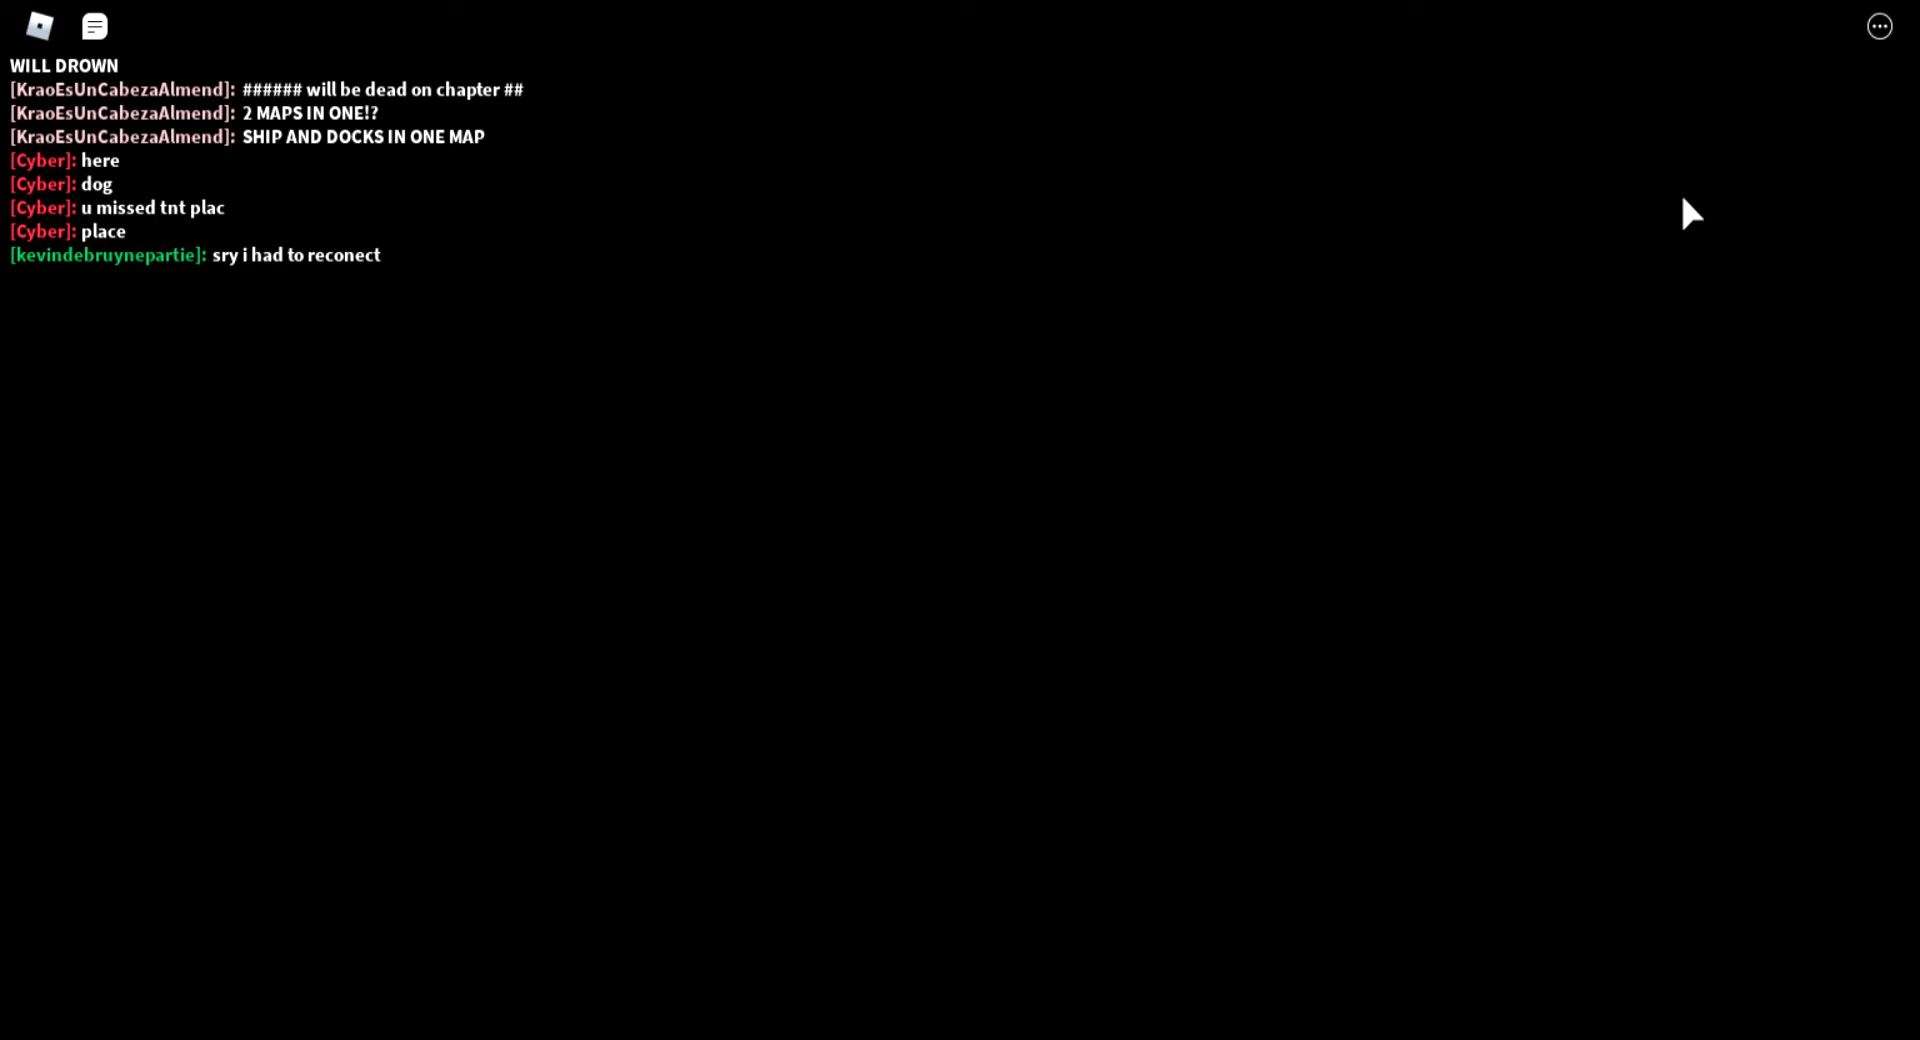 WILL DROWN
[KraoEsUnCabezaAlmend]: ###### will be dead on chapter ##
[KraoEsUnCabezaAlmend]: 2 MAPS IN ONE!?
[KraoEsUnCabezaAlmend]: SHIP AND DOCKS IN ONE MAP
[Cyber]: here
[Cyber]: dog
[Cyber]: u missed tnt plac
[Cyber]: place
[kevindebruynepartie]: sry i had to reconect